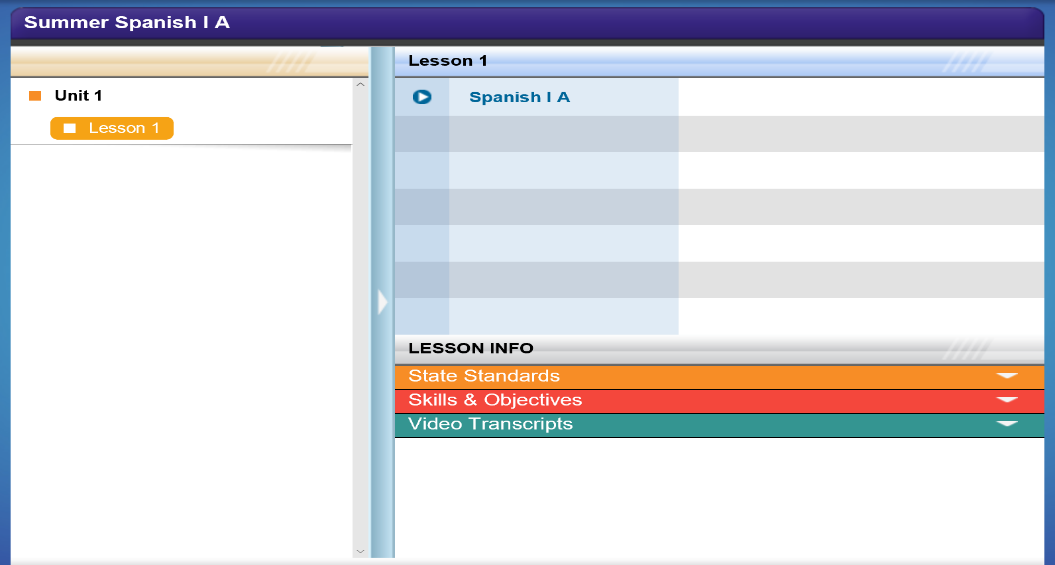 Summer Spanish I A
Lesson 1
Unit 1
Lesson 1
Spanish I A
LESSON INFO
State Standards
Skills & Objectives
Video Transcripts